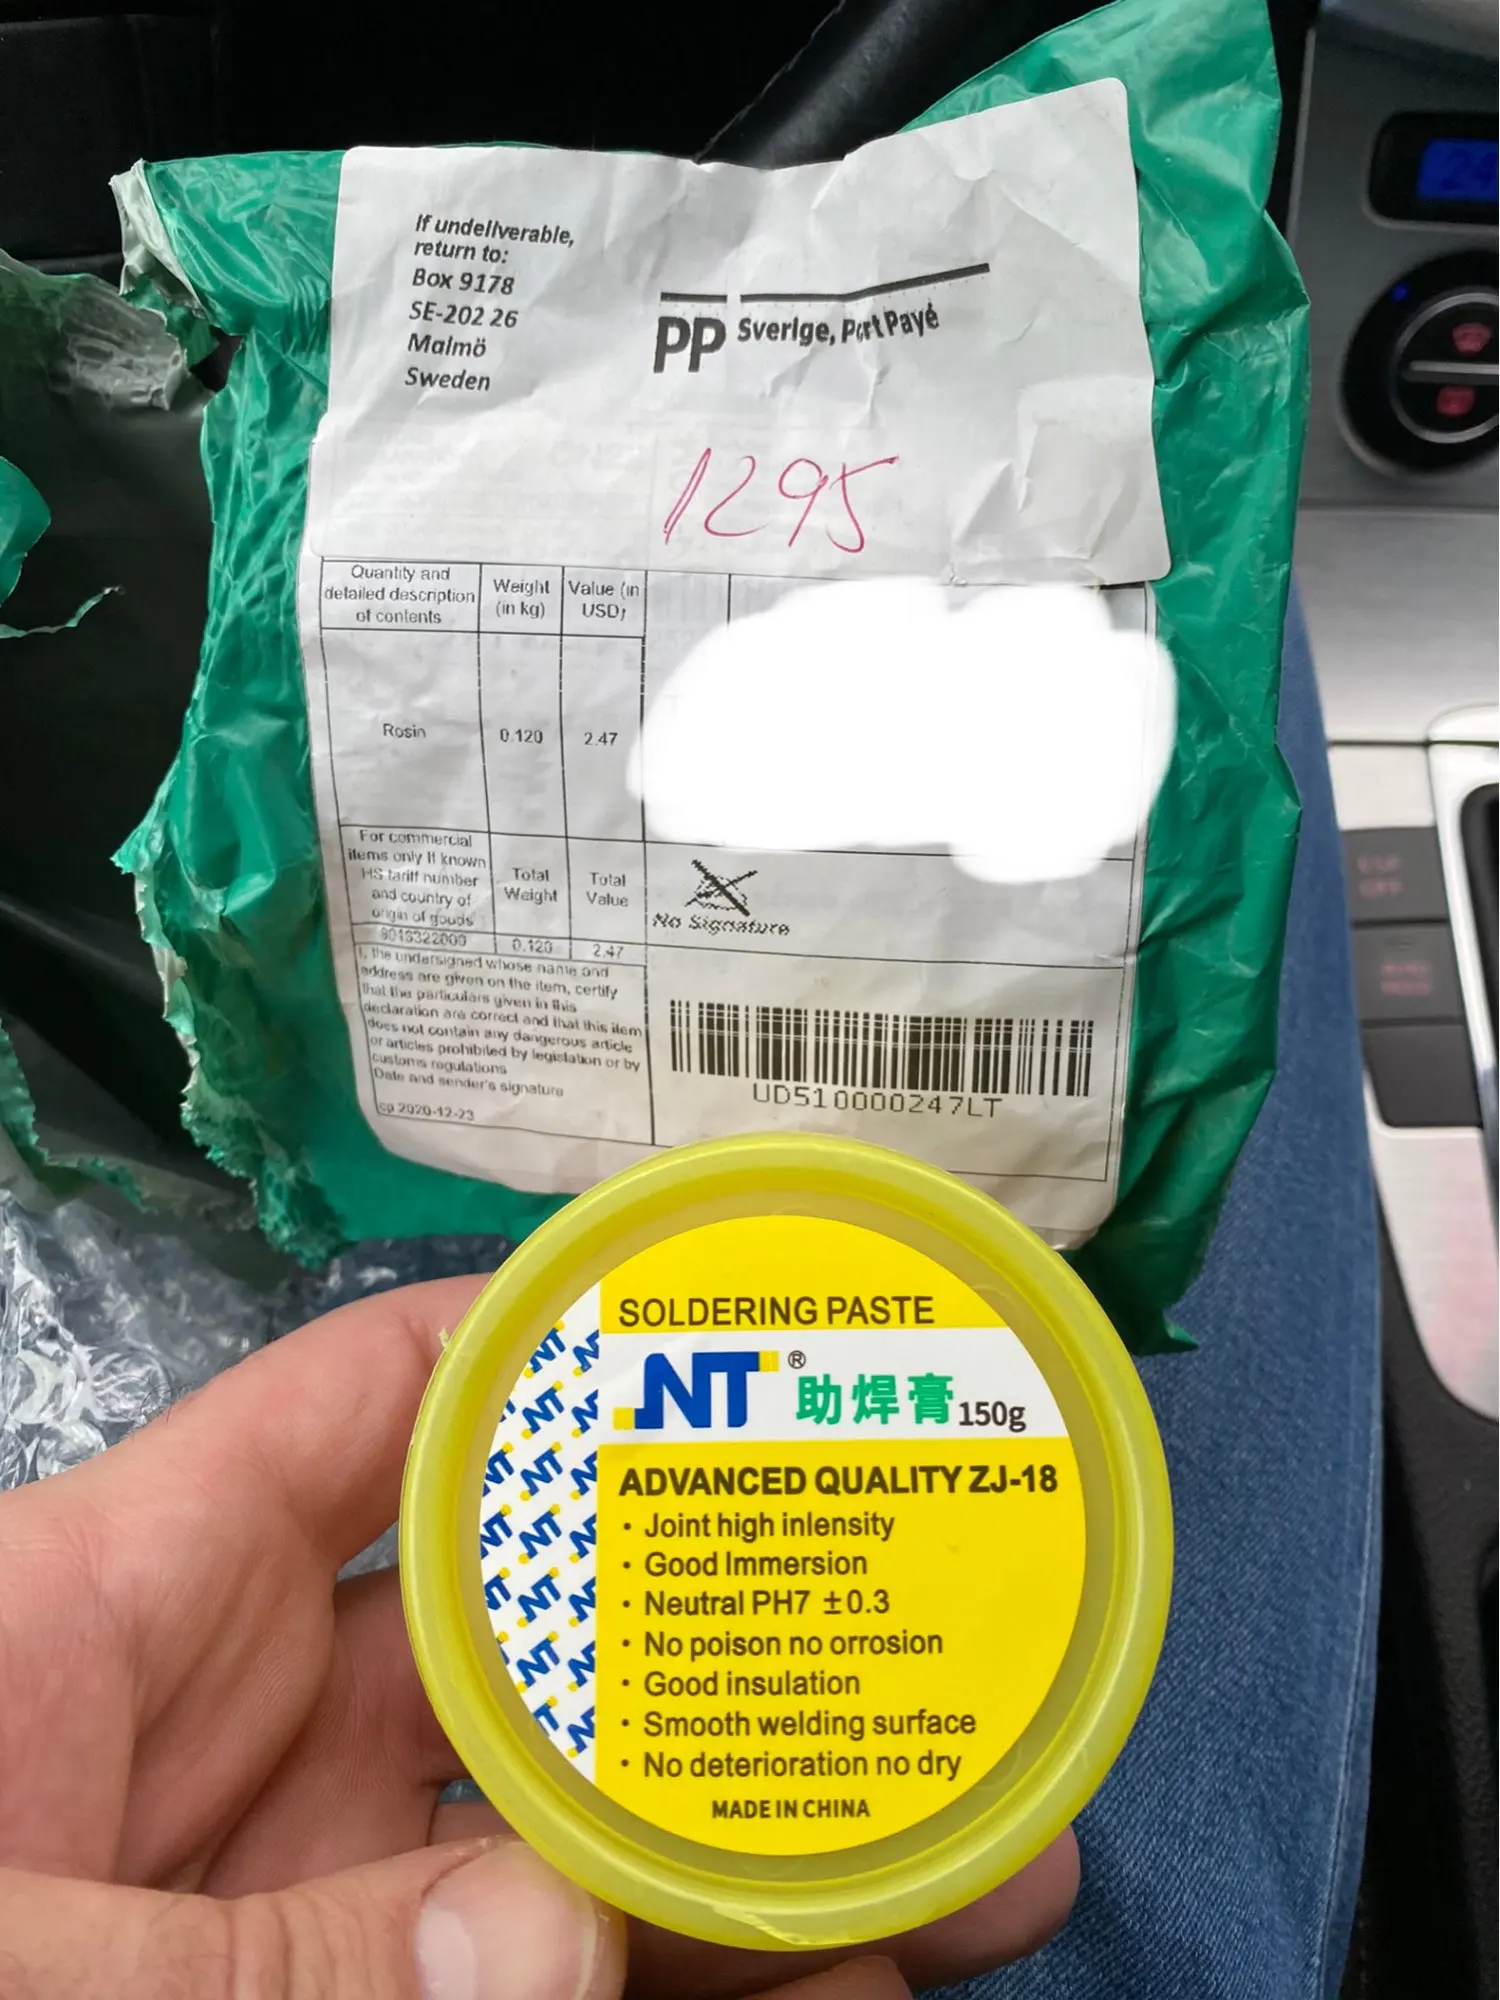 If undeliverable,
return to:
Box 9178
SE-202 26
Malmö
Sweden
PP Sverige, Port Payé
1295
Quantity and
detailed description
of contents
Weight
(in kg)
Value (in
USD)
Rosin
0.120
2.47
For commercial
items only If known
HS tariff number
and country of
origin of goods
Total
Weight
Total
Value
No Signature
0.120
2.47
I, the undersigned whose name and
address are given on the item, certify
that the particulars given in this
declaration are correct and that this item
does not contain any dangerous article
or articles prohibited by legislation or by
customs regulations
Date and sender's signature
cp 2020-12-23
UD510000247LT
SOLDERING PASTE
NT® 助焊膏 150g
ADVANCED QUALITY ZJ-18
· Joint high inlensity
· Good Immersion
· Neutral PH7 ±0.3
· No poison no orrosion
· Good insulation
· Smooth welding surface
· No deterioration no dry
MADE IN CHINA